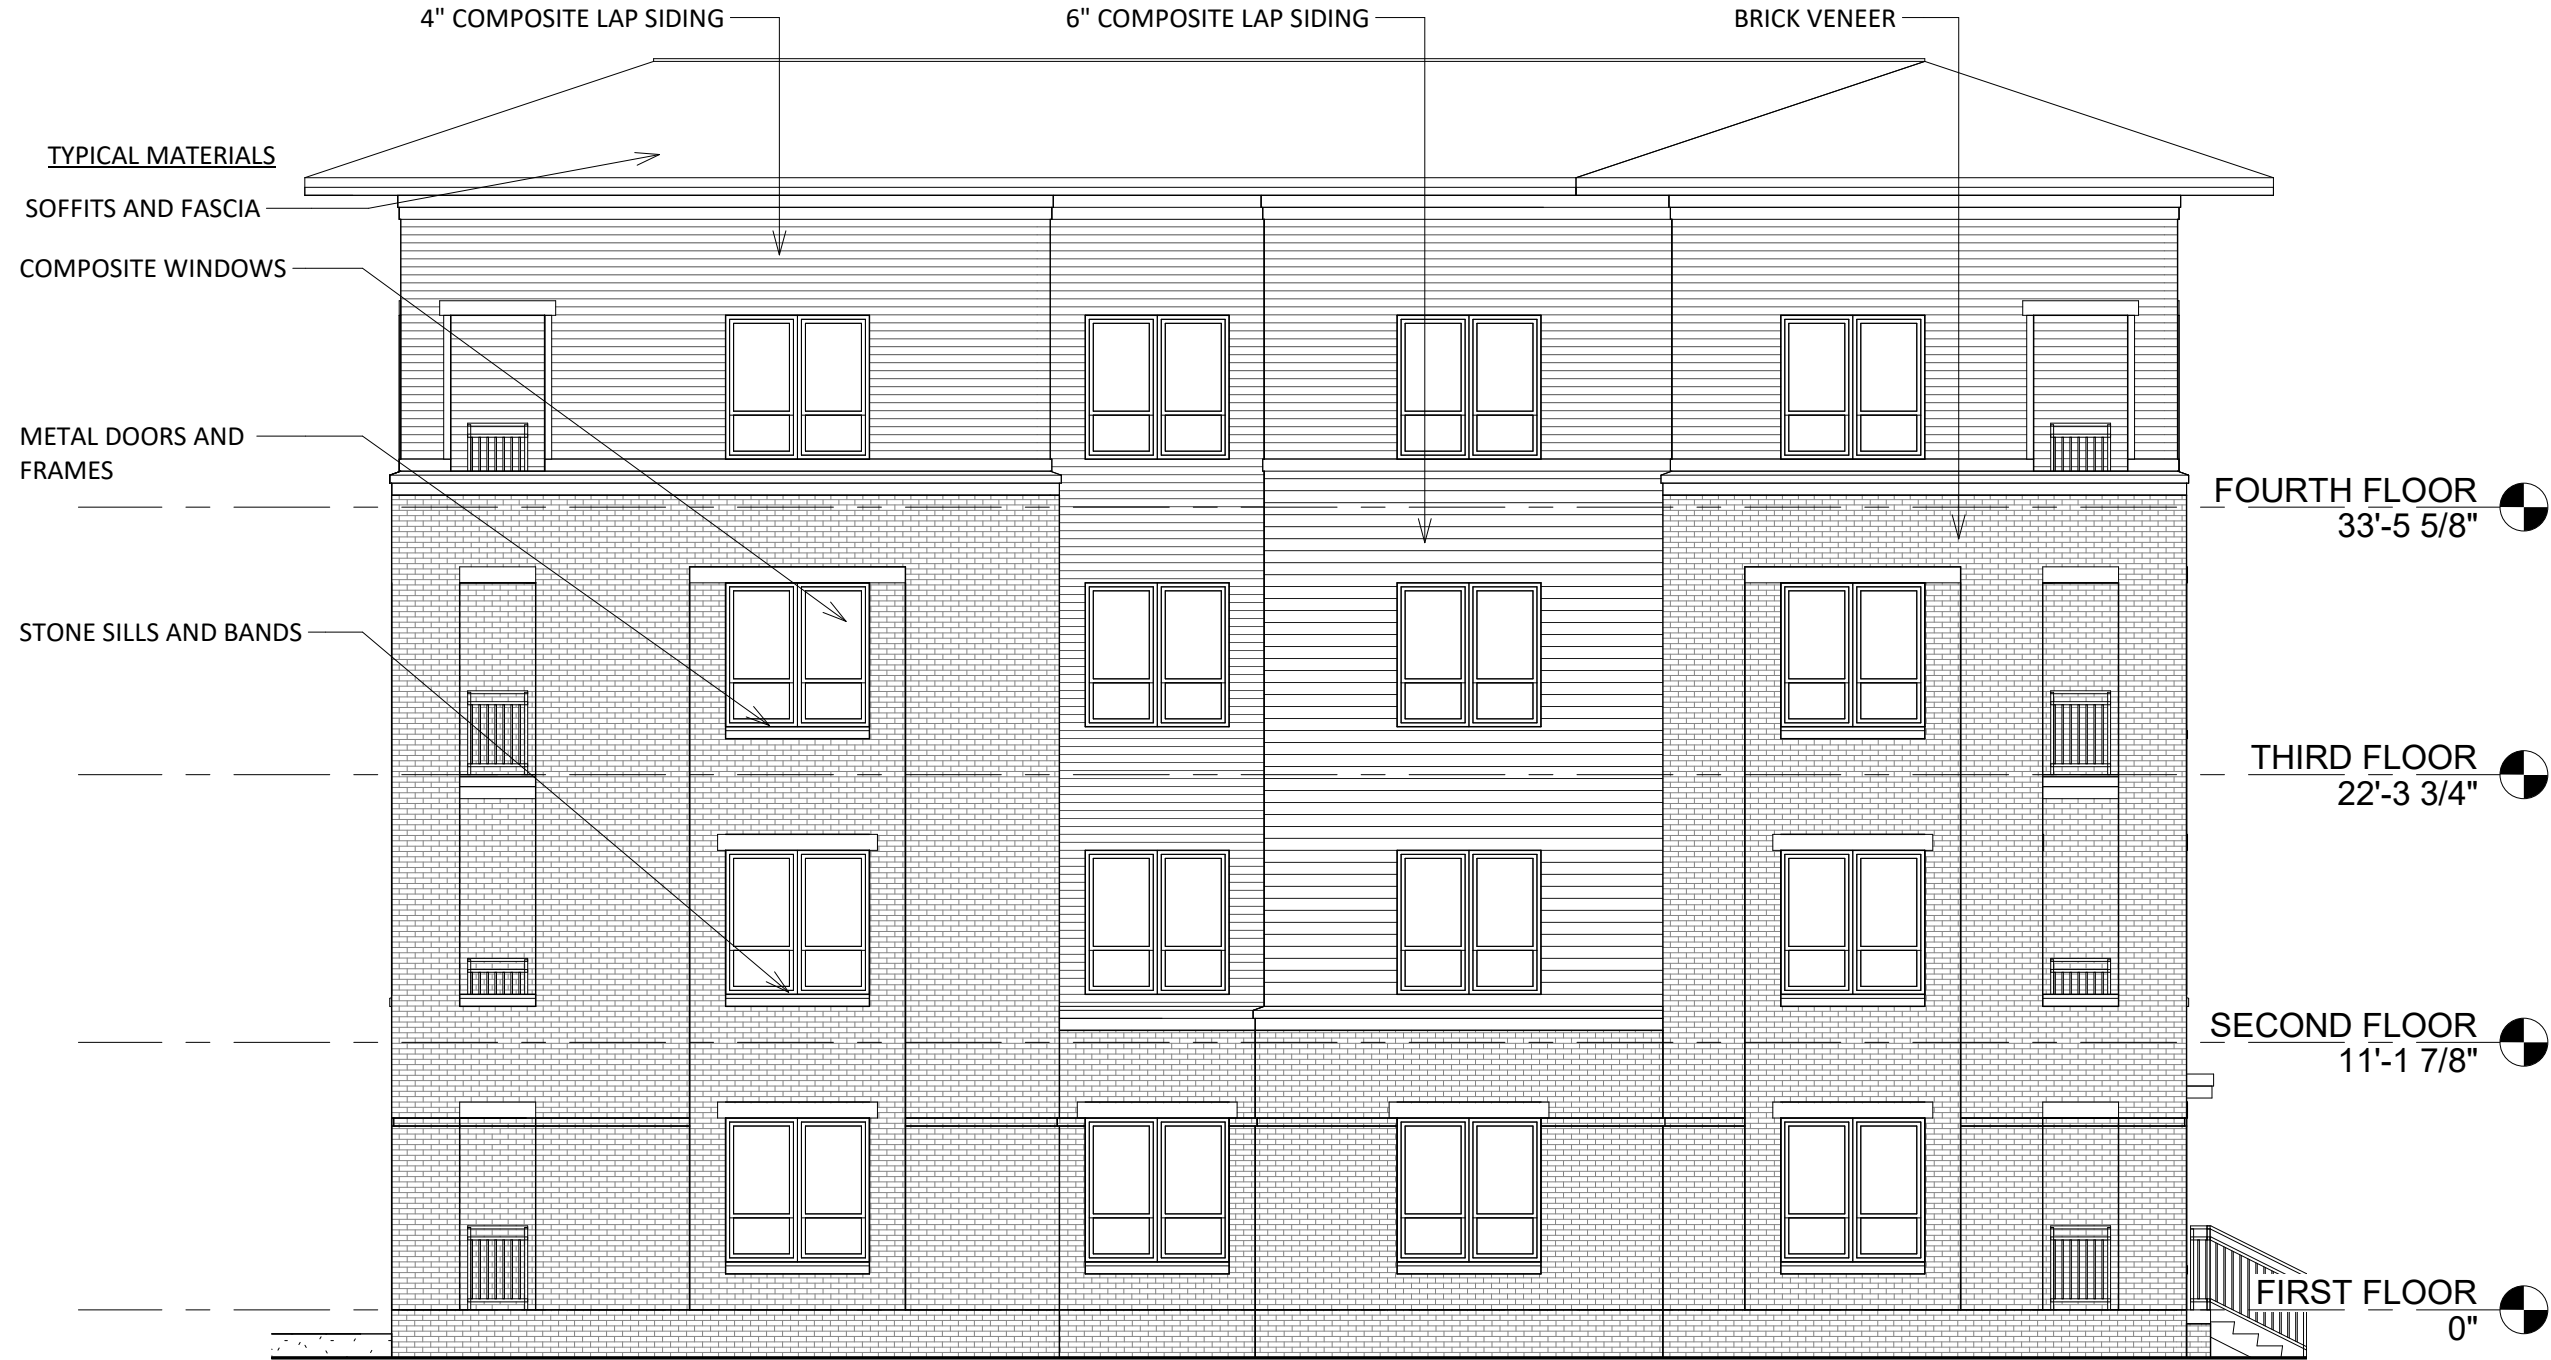 4" COMPOSITE LAP SIDING
6" COMPOSITE LAP SIDING
BRICK VENEER
TYPICAL MATERIALS
SOFFITS AND FASCIA
COMPOSITE WINDOWS
METAL DOORS AND
FRAMES
STONE SILLS AND BANDS
FOURTH FLOOR
33'-5 5/8"
THIRD FLOOR
22'-3 3/4"
SECOND FLOOR
11'-1 7/8"
FIRST FLOOR
0"